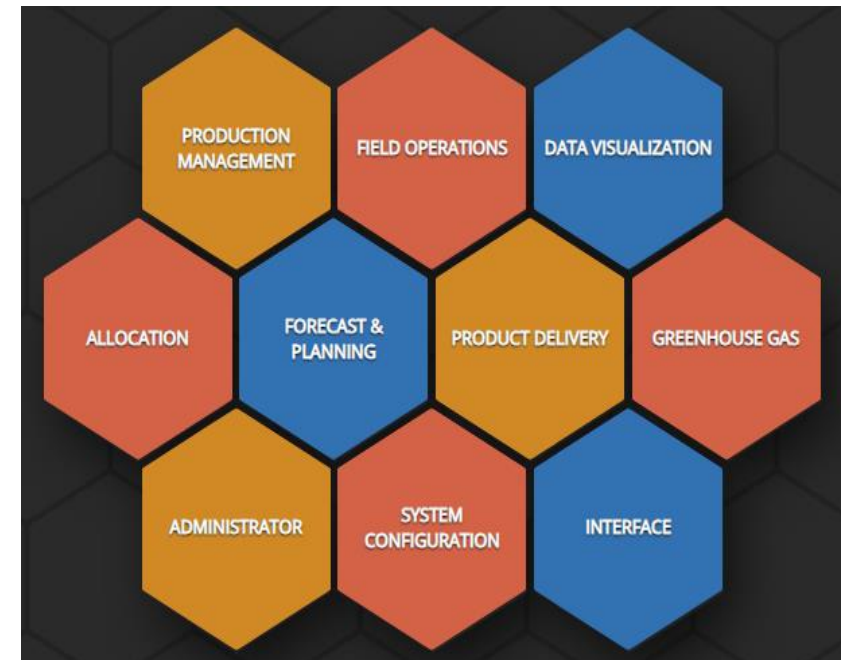 PRODUCTION
MANAGEMENT
FIELD OPERATIONS
DATA VISUALIZATION
ALLOCATION
FORECAST &
PLANNING
PRODUCT DELIVERY
GREENHOUSE GAS
ADMINISTRATOR
SYSTEM
CONFIGURATION
INTERFACE